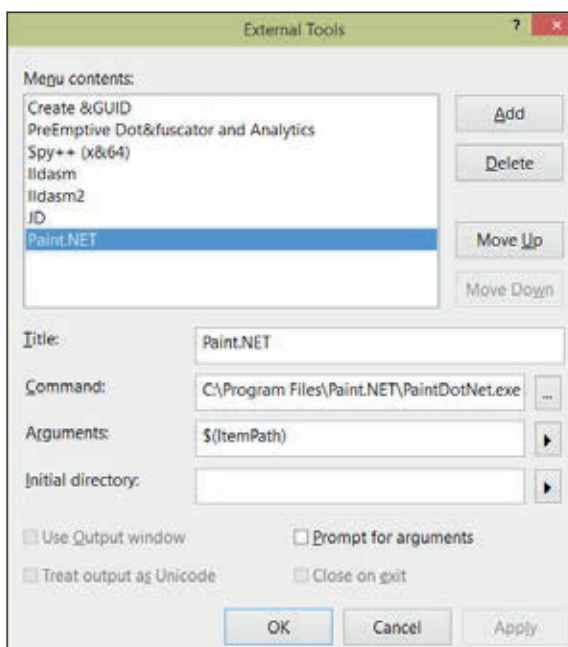 External Tools
?
×
Menu contents:
Create &GUID
PreEmptive Dot&fuscator and Analytics
Spy++ (x&64)
Ildasm
Ildasm2
JD
Paint.NET
Add
Delete
Move Up
Move Down
Title:
Paint.NET
Command:
C:\Program Files\Paint.NET\PaintDotNet.exe
...
Arguments:
$(ItemPath)
Initial directory:
Use Output window
Prompt for arguments
Treat output as Unicode
Close on exit
OK
Cancel
Apply